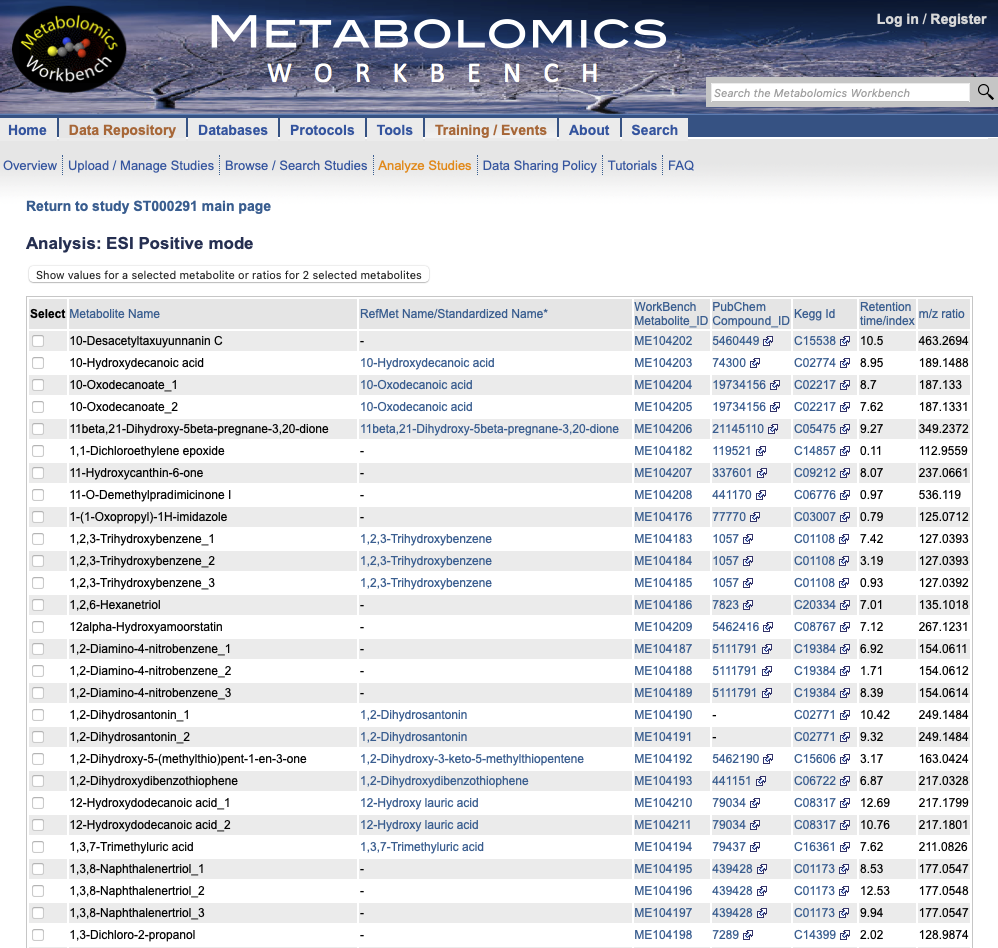 Metabolomics Workbench
METABOLOMICS
WORKBENCH
Log in / Register
Search the Metabolomics Workbench
Home Data Repository Databases Protocols Tools Training / Events About Search
Overview Upload / Manage Studies Browse / Search Studies Analyze Studies Data Sharing Policy Tutorials FAQ
Return to study ST000291 main page
Analysis: ESI Positive mode
Show values for a selected metabolite or ratios for 2 selected metabolites
Select Metabolite Name RefMet Name/Standardized Name* WorkBench Metabolite_ID PubChem Compound_ID Kegg Id Retention time/index m/z ratio
10-Desacetyltaxuyunnanin C - ME104202 5460449 C15538 10.5 463.2694
10-Hydroxydecanoic acid 10-Hydroxydecanoic acid ME104203 74300 C02774 8.95 189.1488
10-Oxodecanoate_1 10-Oxodecanoic acid ME104204 19734156 C02217 8.7 187.133
10-Oxodecanoate_2 10-Oxodecanoic acid ME104205 19734156 C02217 7.62 187.1331
11beta,21-Dihydroxy-5beta-pregnane-3,20-dione 11beta,21-Dihydroxy-5beta-pregnane-3,20-dione ME104206 21145110 C05475 9.27 349.2372
1,1-Dichloroethylene epoxide - ME104182 119521 C14857 0.11 112.9559
11-Hydroxycanthin-6-one - ME104207 337601 C09212 8.07 237.0661
11-O-Demethylpradimicinone I - ME104208 441170 C06776 0.97 536.119
1-(1-Oxopropyl)-1H-imidazole - ME104176 77770 C03007 0.79 125.0712
1,2,3-Trihydroxybenzene_1 1,2,3-Trihydroxybenzene ME104183 1057 C01108 7.42 127.0393
1,2,3-Trihydroxybenzene_2 1,2,3-Trihydroxybenzene ME104184 1057 C01108 3.19 127.0393
1,2,3-Trihydroxybenzene_3 1,2,3-Trihydroxybenzene ME104185 1057 C01108 0.93 127.0392
1,2,6-Hexanetriol - ME104186 7823 C20334 7.01 135.1018
12alpha-Hydroxyamoorstatin - ME104209 5462416 C08767 7.12 267.1231
1,2-Diamino-4-nitrobenzene_1 - ME104187 5111791 C19384 6.92 154.0611
1,2-Diamino-4-nitrobenzene_2 - ME104188 5111791 C19384 1.71 154.0612
1,2-Diamino-4-nitrobenzene_3 - ME104189 5111791 C19384 8.39 154.0614
1,2-Dihydrosantonin_1 1,2-Dihydrosantonin ME104190 - C02771 10.42 249.1484
1,2-Dihydrosantonin_2 1,2-Dihydrosantonin ME104191 - C02771 9.32 249.1484
1,2-Dihydroxy-5-(methylthio)pent-1-en-3-one 1,2-Dihydroxy-3-keto-5-methylthiopentene ME104192 5462190 C15606 3.17 163.0424
1,2-Dihydroxydibenzothiophene 1,2-Dihydroxydibenzothiophene ME104193 441151 C06722 6.87 217.0328
12-Hydroxydodecanoic acid_1 12-Hydroxy lauric acid ME104210 79034 C08317 12.69 217.1799
12-Hydroxydodecanoic acid_2 12-Hydroxy lauric acid ME104211 79034 C08317 10.76 217.1801
1,3,7-Trimethyluric acid 1,3,7-Trimethyluric acid ME104194 79437 C16361 7.62 211.0826
1,3,8-Naphthalenertriol_1 - ME104195 439428 C01173 8.53 177.0547
1,3,8-Naphthalenertriol_2 - ME104196 439428 C01173 12.53 177.0548
1,3,8-Naphthalenertriol_3 - ME104197 439428 C01173 9.94 177.0547
1,3-Dichloro-2-propanol - ME104198 7289 C14399 2.02 128.9874